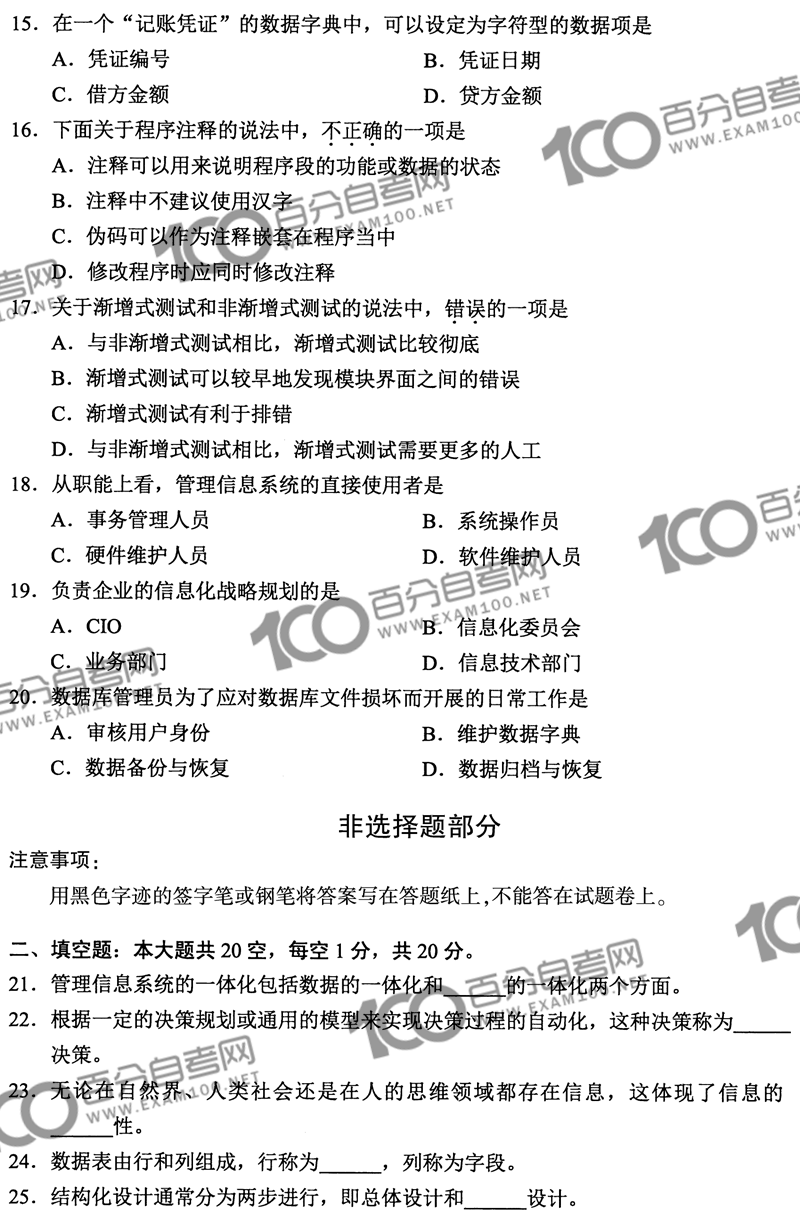 15．在一个“记账凭证”的数据字典中，可以设定为字符型的数据项是
A．凭证编号 B．凭证日期
C．借方金额 D．贷方金额
16．下面关于程序注释的说法中，不正确的一项是
A．注释可以用来说明程序段的功能或数据的状态
B．注释中不建议使用汉字
C．伪码可以作为注释嵌套在程序当中
D．修改程序时应同时修改注释
17．关于渐增式测试和非渐增式测试的说法中，错误的一项是
A．与非渐增式测试相比，渐增式测试比较彻底
B．渐增式测试可以较早地发现模块界面之间的错误
C．渐增式测试有利于排错
D．与非渐增式测试相比，渐增式测试需要更多的人工
18．从职能上看，管理信息系统的直接使用者是
A．事务管理人员 B．系统操作员
C．硬件维护人员 D．软件维护人员
19．负责企业的信息化战略规划的是
A．CIO B．信息化委员会
C．业务部门 D．信息技术部门
20．数据库管理员为了应对数据库文件损坏而开展的日常工作是
A．审核用户身份 B．维护数据字典
C．数据备份与恢复 D．数据归档与恢复
非选择题部分
注意事项：
用黑色字迹的签字笔或钢笔将答案写在答题纸上，不能答在试题卷上。
二、填空题：本大题共 20 空，每空 1 分，共 20 分。
21．管理信息系统的一体化包括数据的一体化和______的一体化两个方面。
22．根据一定的决策规划或通用的模型来实现决策过程的自动化，这种决策称为______
决策。
23．无论在自然界、人类社会还是在人的思维领域都存在信息，这体现了信息的
______性。
24．数据表由行和列组成，行称为______，列称为字段。
25．结构化设计通常分为两步进行，即总体设计和______设计。
100百分自考网
WWW.EXAM100.NET